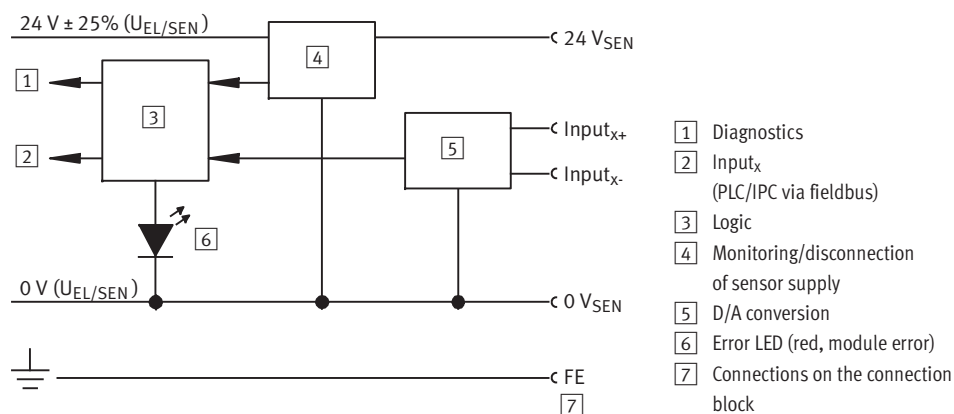 24 V ± 25% (UEL/SEN)
24 VSEN
4
1
3
Inputx+
5
2
Inputx-
6
0 V (UEL/SEN)
0 VSEN
FE
7
1 Diagnostics
2 Inputx
(PLC/IPC via fieldbus)
3 Logic
4 Monitoring/disconnection
of sensor supply
5 D/A conversion
6 Error LED (red, module error)
7 Connections on the connection
block